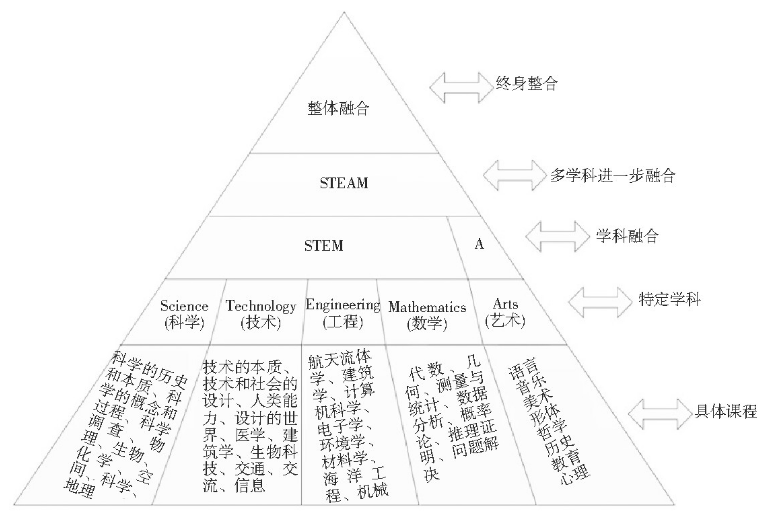 整体融合
终身整合
STEAM
多学科进一步融合
STEM
A
学科融合
Science
(科学)
Technology
(技术)
Engineering
(工程)
Mathematics
(数学)
Arts
(艺术)
特定学科
科学的历史
和本质、科
学的概念和
过程、科学
调查、物
理、生物、
化学、空
间、科学、
地理
技术的本质、
技术和社会的
设计、人类能
力、设计的世
界、医学、建
筑学、生物科
技、交通、交
流、信息
航天流体
学、建筑
学、计算
机科学、
电子学、
环境学、
材料学、
海洋工
程、机械
代数、几
何、测量与
统计、数据
分析、概率
论、推理证
明、问题解
决
语言
音乐
美术
形体
哲学
历史
教育
心理
具体课程